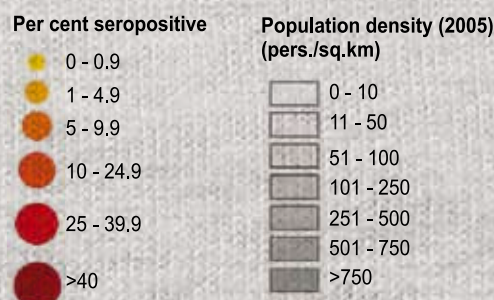 Per cent seropositive
0 - 0.9
1 - 4.9
5 - 9.9
10 - 24.9
25 - 39.9
>40
Population density (2005)
(pers./sq.km)
0 - 10
11 - 50
51 - 100
101 - 250
251 - 500
501 - 750
>750